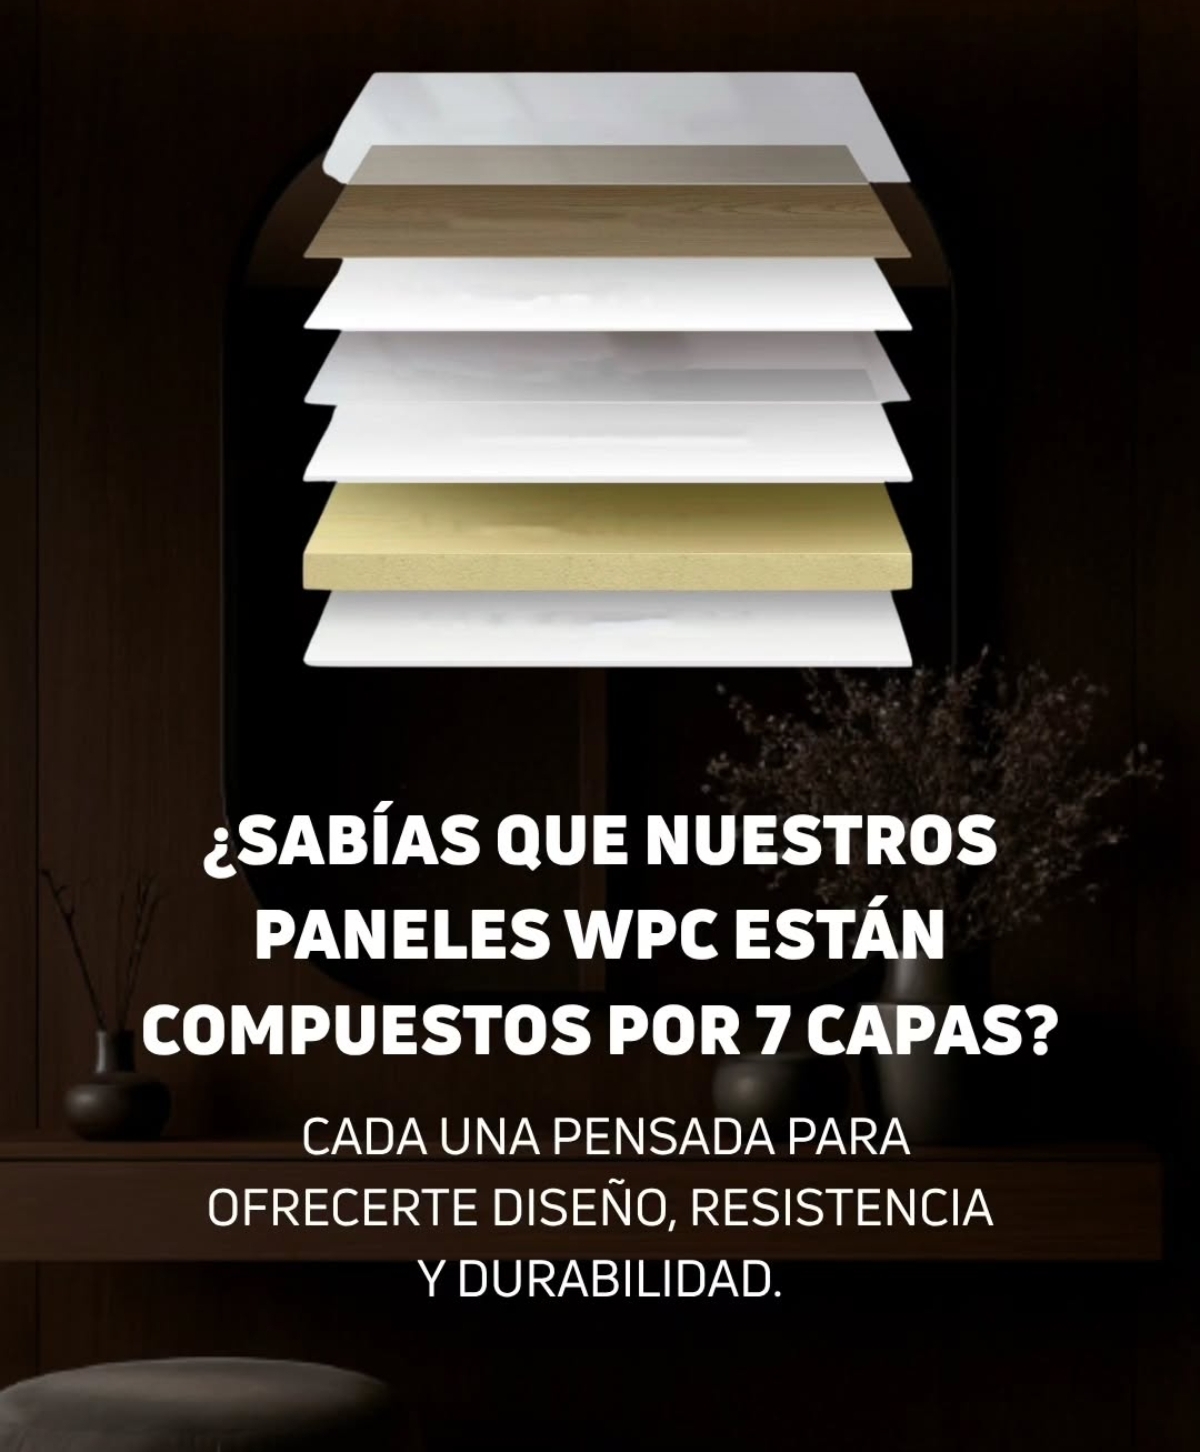 ¿SABÍAS QUE NUESTROS
PANELES WPC ESTÁN
COMPUESTOS POR 7 CAPAS?
CADA UNA PENSADA PARA
OFRECERTE DISEÑO, RESISTENCIA
Y DURABILIDAD.